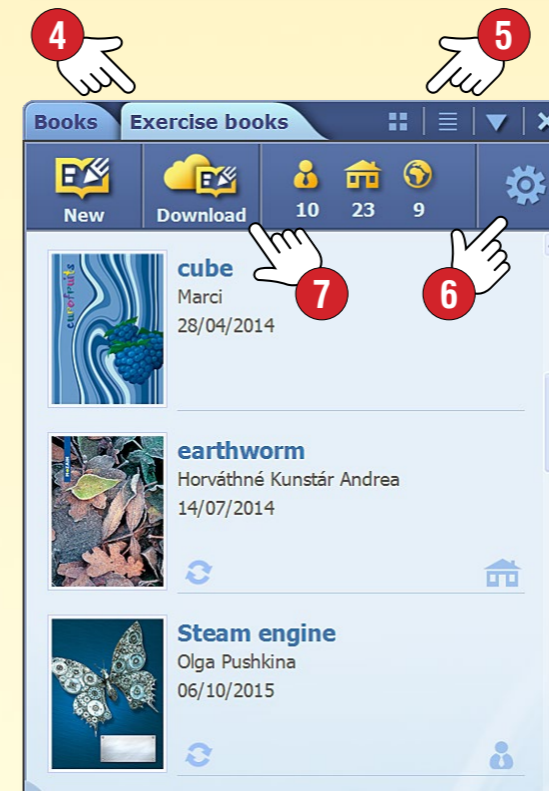 4
5
Books Exercise books
New Download 10 23 9
7
6
eurofruits
cube
Marci
28/04/2014
earthworm
Horváthné Kunstár Andrea
14/07/2014
Steam engine
Olga Pushkina
06/10/2015